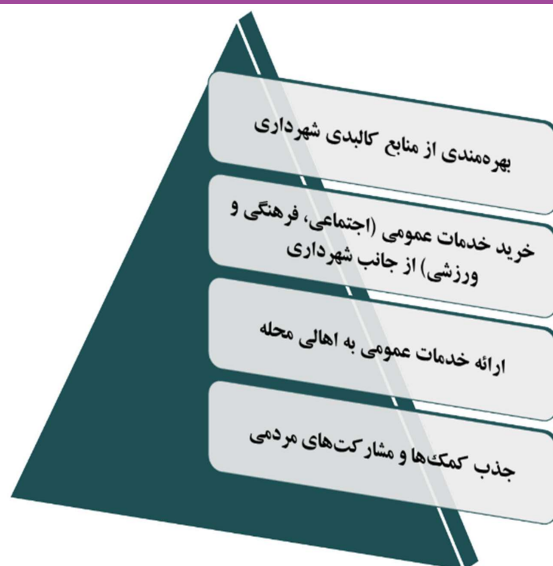 بهره‌مندی از منابع کالبدی شهرداری
خرید خدمات عمومی (اجتماعی، فرهنگی و
ورزشی) از جانب شهرداری
ارائه خدمات عمومی به اهالی محله
جذب کمک‌ها و مشارکت‌های مردمی